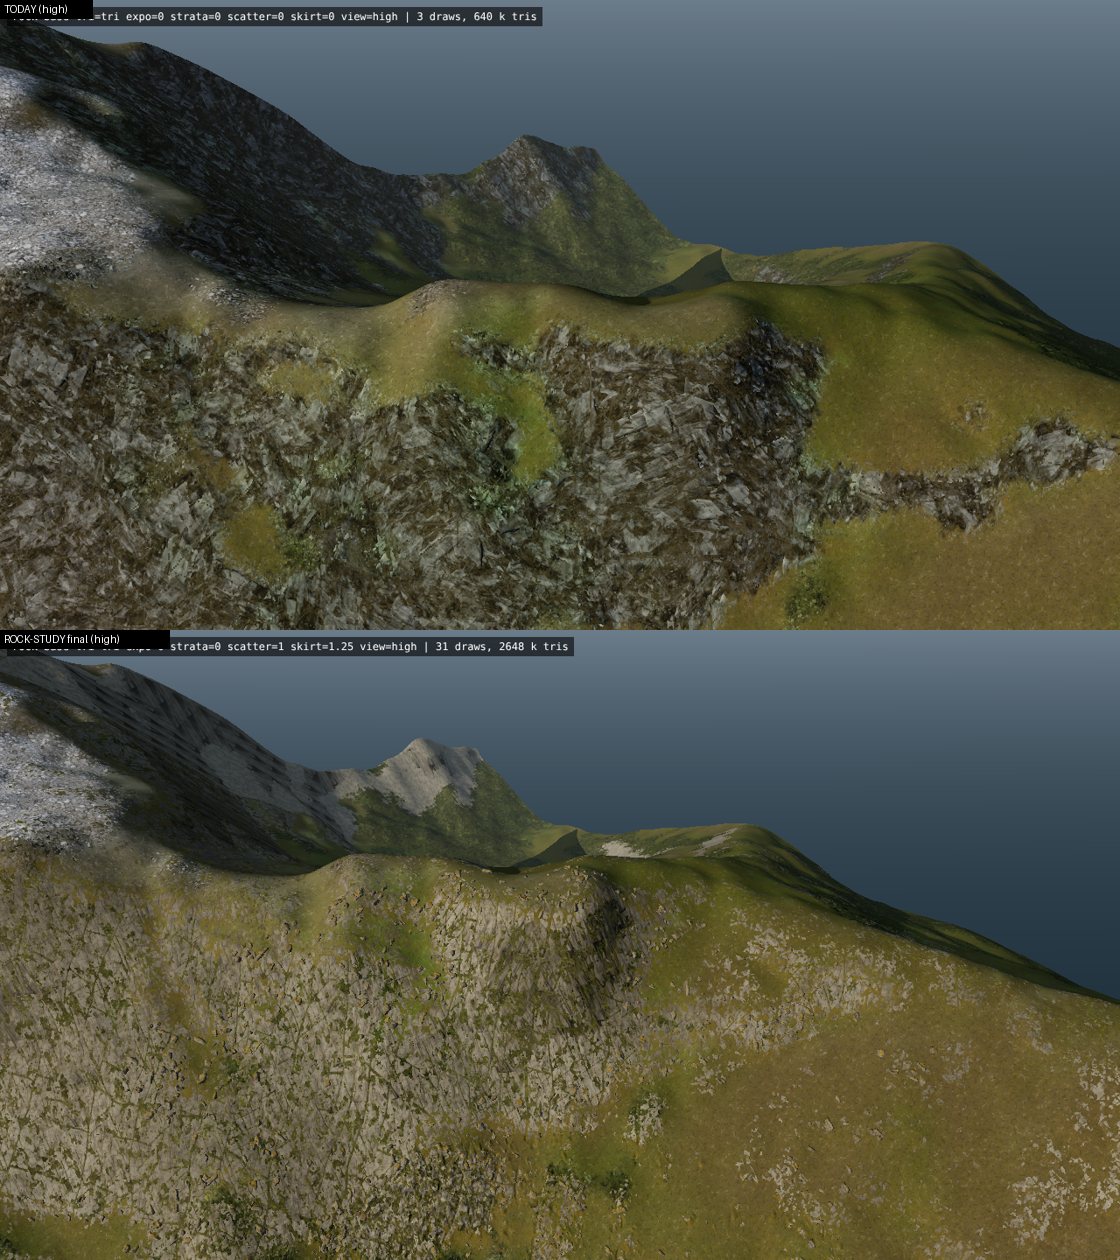 TODAY (high)
=tri expo=0 strata=0 scatter=0 skirt=0 view=high | 3 draws, 640 k tris
ROCK-STUDY final (high)
strata=0 scatter=1 skirt=1.25 view=high | 31 draws, 2648 k tris